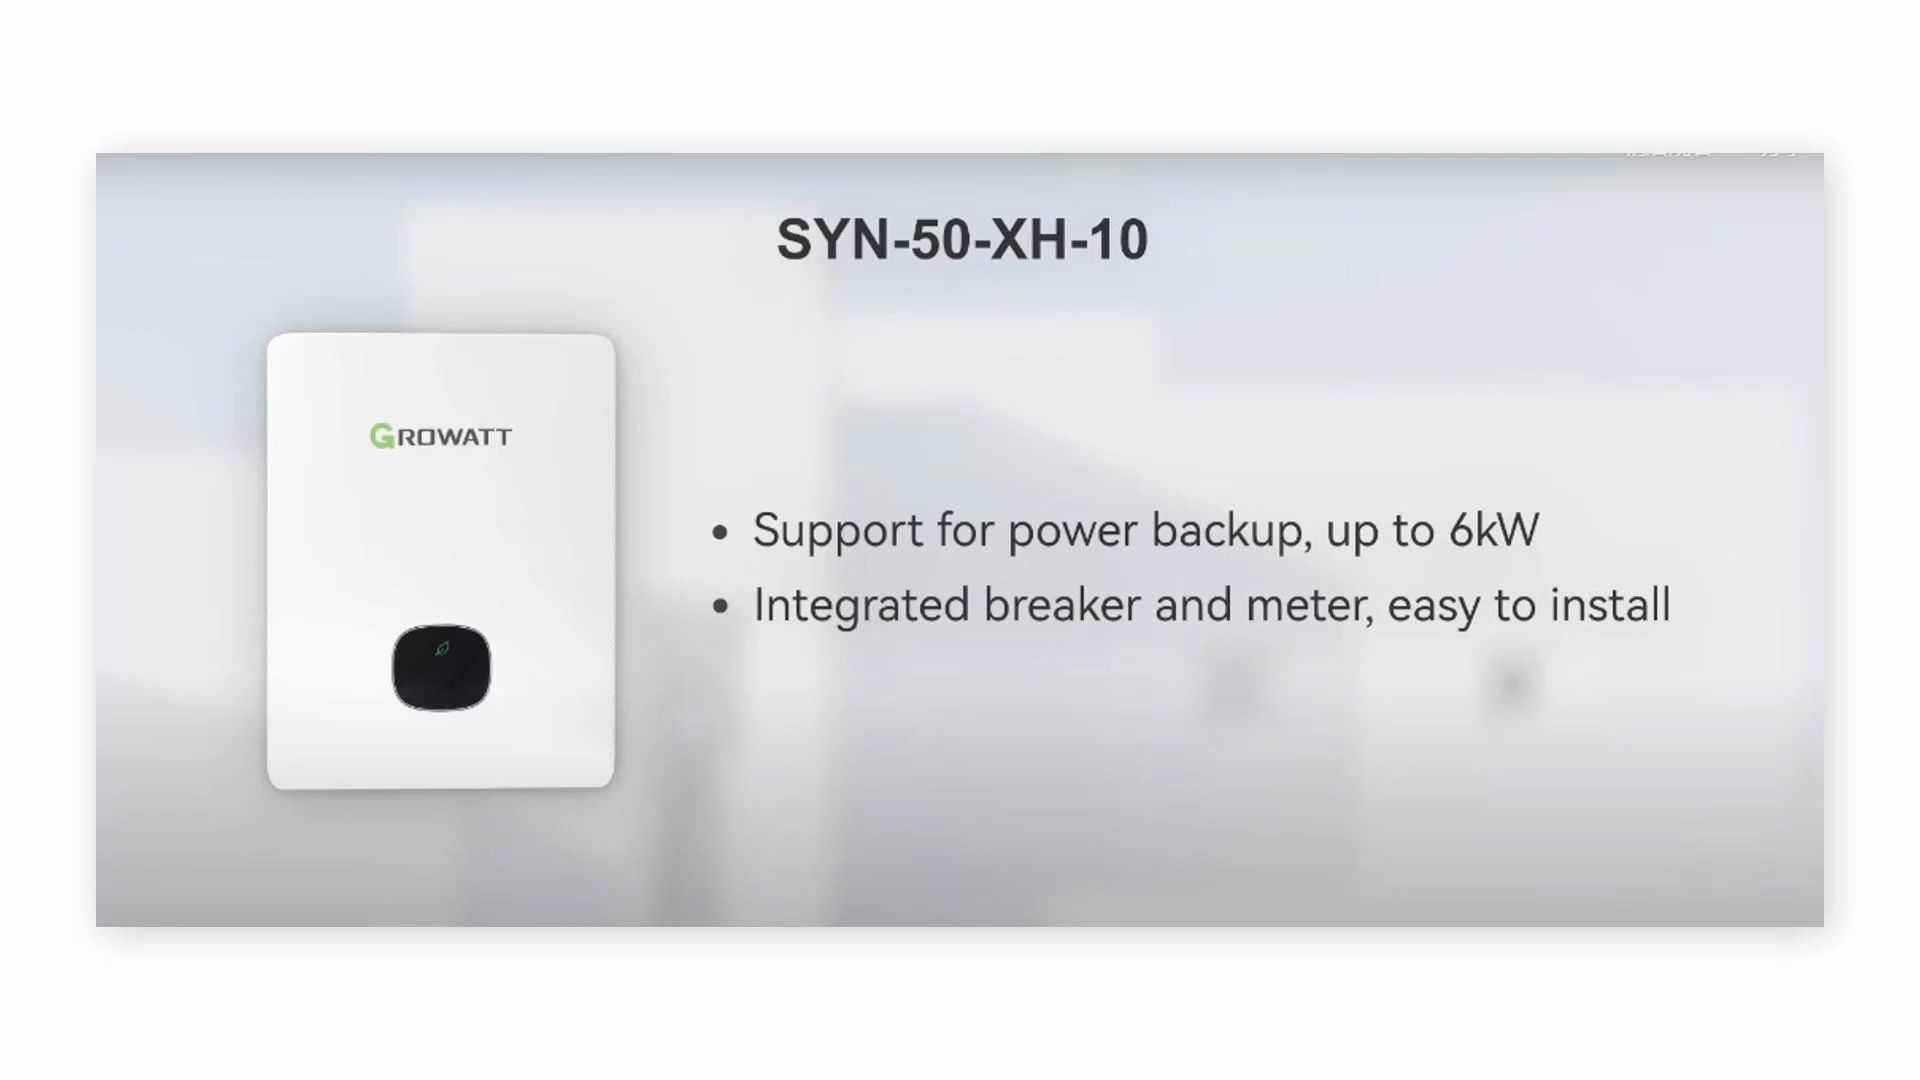 SYN-50-XH-10
GROWATT
Support for power backup, up to 6kW
Integrated breaker and meter, easy to install